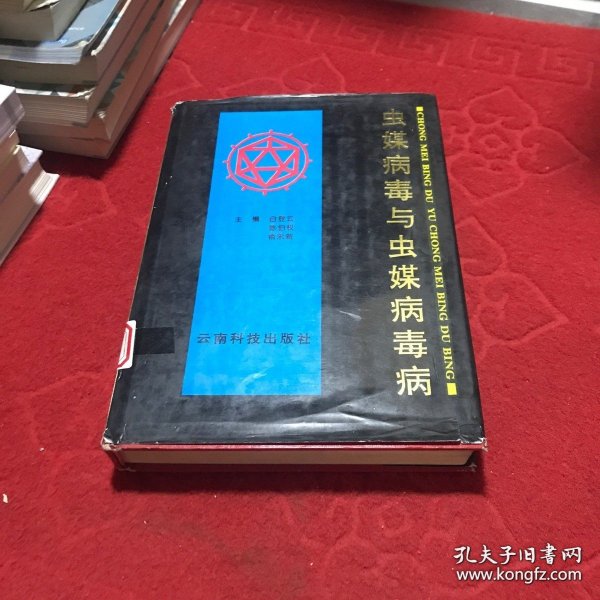 虫媒病毒与虫媒病毒病
■CHONG MEI BING DU YU CHONG MEI BING DU BING■
主编
云南科技出版社
孔夫子旧书网
www.kongfz.com